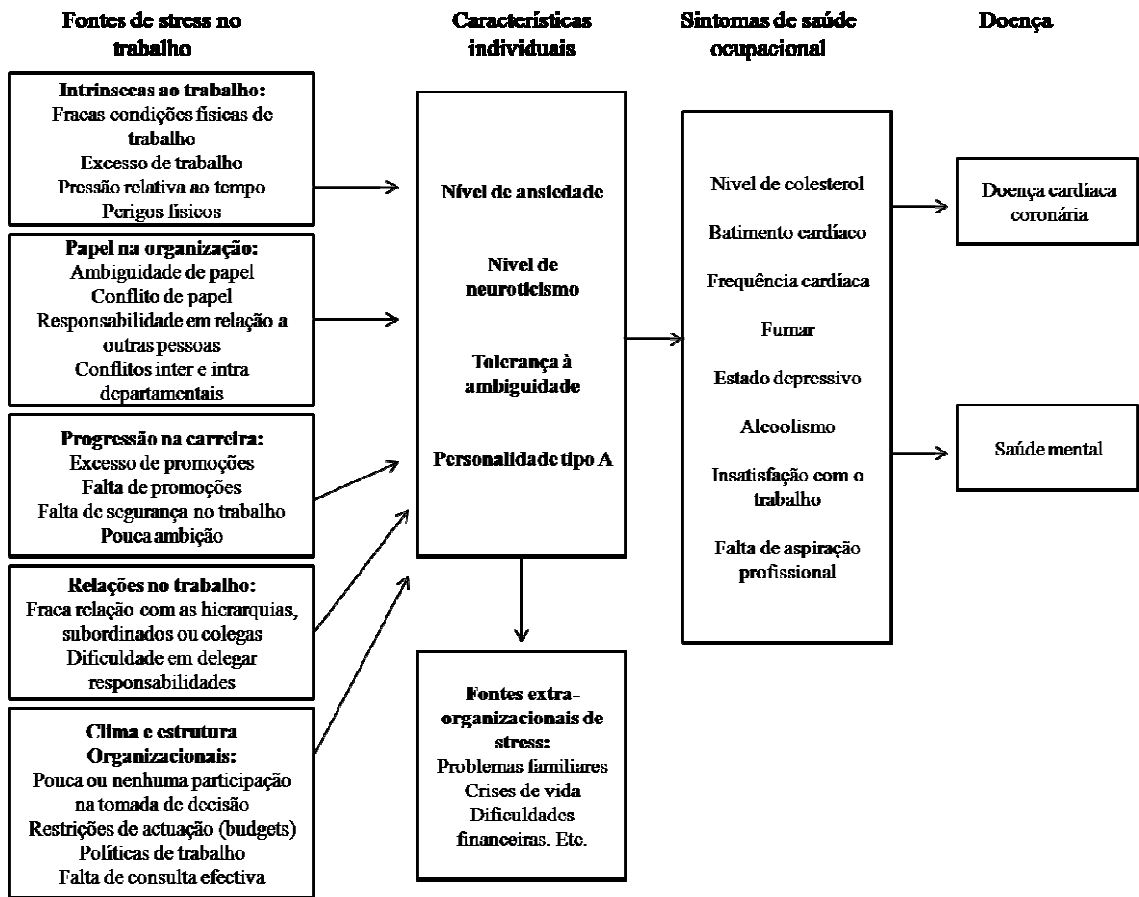 Fontes de stress no
trabalho
Intrínsecas ao trabalho:
Fracas condições físicas de
trabalho
Excesso de trabalho
Pressão relativa ao tempo
Perigos físicos
Papel na organização:
Ambiguidade de papel
Conflito de papel
Responsabilidade em relação a
outras pessoas
Conflitos inter e intra
departamentais
Progressão na carreira:
Excesso de promoções
Falta de promoções
Falta de segurança no trabalho
Pouca ambição
Relações no trabalho:
Fraca relação com as hierarquias,
subordinados ou colegas
Dificuldade em delegar
responsabilidades
Clima e estrutura
Organizacionais:
Pouca ou nenhuma participação
na tomada de decisão
Restrições de actuação (budgets)
Políticas de trabalho
Falta de consulta efectiva
Características
individuais
Nível de ansiedade
Nível de
neuroticismo
Tolerança à
ambiguidade
Personalidade tipo A
Fontes extra-
organizacionais de
stress:
Problemas familiares
Crises de vida
Dificuldades
financeiras. Etc.
Sintomas de saúde
ocupacional
Nível de colesterol
Batimento cardíaco
Frequência cardíaca
Fumar
Estado depressivo
Alcoolismo
Insatisfação com o
trabalho
Falta de aspiração
profissional
Doença
Doença cardíaca
coronária
Saúde mental